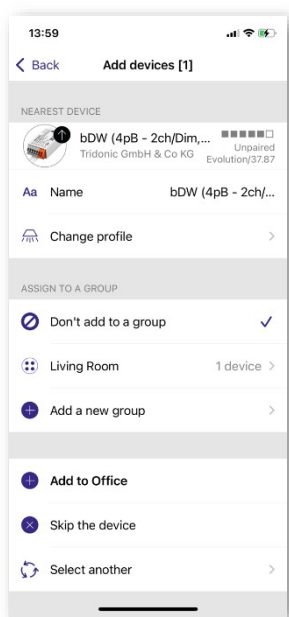 13:59
Back Add devices [1]
NEAREST DEVICE
bDW (4pB - 2ch/Dim,...
Tridonic GmbH & Co KG Unpaired
Evolution/37.87
Aa Name bDW (4pB - 2ch/...
Change profile
ASSIGN TO A GROUP
Don't add to a group
Living Room 1 device
Add a new group
Add to Office
Skip the device
Select another